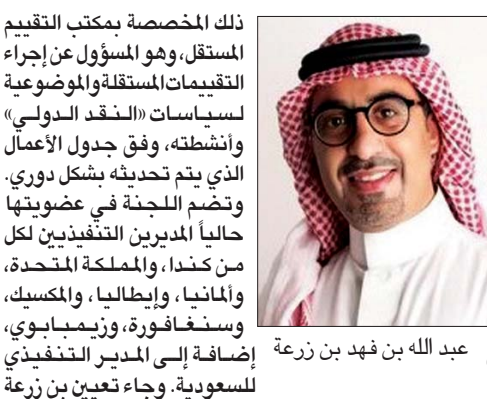 ذلك المخصصة بمكتب التقييم
المستقل، وهو المسؤول عن إجراء
التقييمات المستقلة والموضوعية
لسياسات «النقد الدولي»
وأنشطته، وفق جدول الأعمال
الذي يتم تحديثه بشكل دوري.
وتضم اللجنة في عضويتها
حالياً المديرين التنفيذيين لكل
من كندا، والمملكة المتحدة،
وألمانيا، وإيطاليا، والمكسيك،
وسنغافورة، وزيمبابوي،
إضافة إلى المدير التنفيذي
للسعودية. وجاء تعيين بن زرعة
عبد الله بن فهد بن زرعة